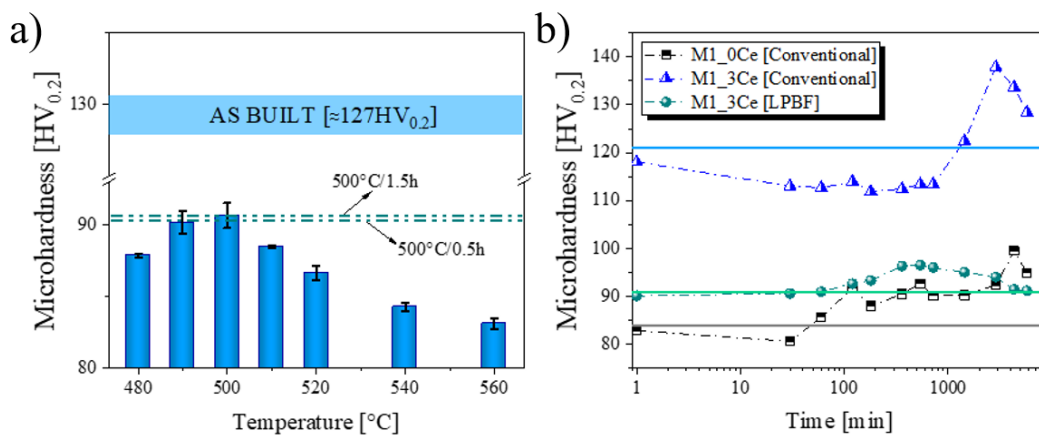 a)
Microhardness [HV0.2]
130
90
80
AS BUILT [≈127HV0.2]
500°C/1.5h
500°C/0.5h
480
490
500
510
520
540
560
Temperature [°C]
b)
Microhardness [HV0.2]
140
130
120
110
100
90
80
M1_0Ce [Conventional]
M1_3Ce [Conventional]
M1_3Ce [LPBF]
1
10
100
1000
Time [min]